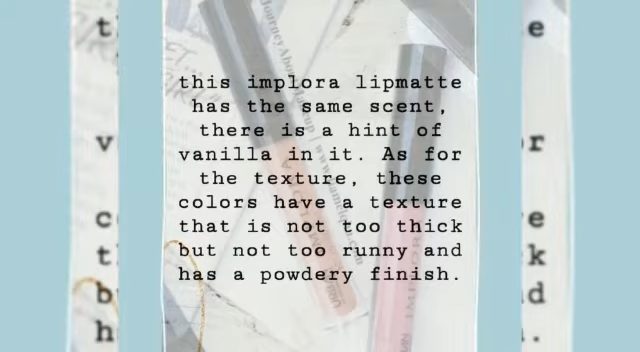 this implora lipmatte
has the same scent,
there is a hint of
vanilla in it. As for
the texture, these
colors have a texture
that is not too thick
but not too runny and
has a powdery finish.